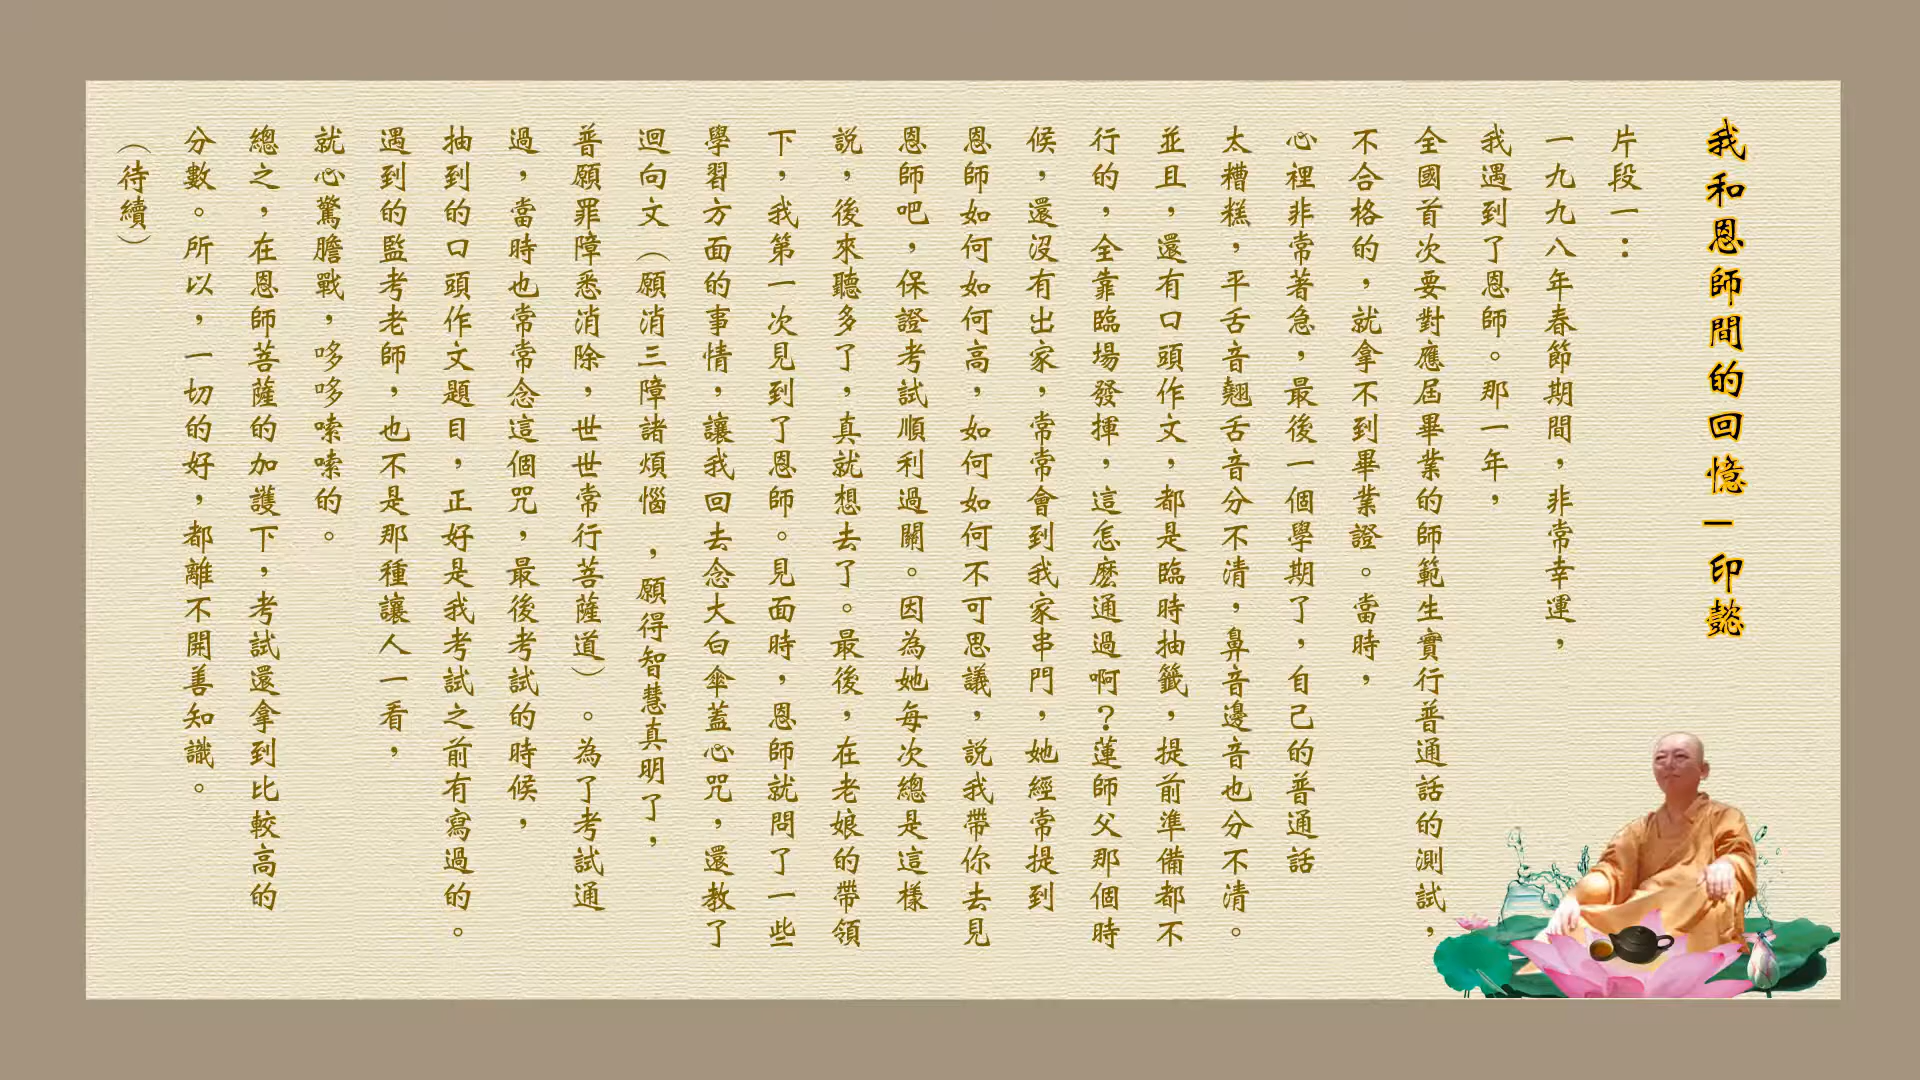 我和恩師間的回憶—印懿
片段一：
一九九八年春節期間，非常幸運，
我遇到了恩師。那一年，
全國首次要對應屆畢業的師範生實行普通話的測試，
不合格的，就拿不到畢業證。當時，
心裡非常著急，最後一個學期了，自己的普通話
太糟糕，平舌音翹舌音分不清，鼻音邊音也分不清。
並且，還有口頭作文，都是臨時抽籤，提前準備都不
行的，全靠臨場發揮，這怎麼通過啊？蓮師父那個時
候，還沒有出家，常常會到我家串門，她經常提到
恩師如何如何高，如何如何不可思議，說我帶你去見
恩師吧，保證考試順利過關。因為她每次總是這樣
說，後來聽多了，真就想去了。最後，在老娘的帶領
下，我第一次見到了恩師。見面時，恩師就問了一些
學習方面的事情，讓我回去念大白傘蓋心咒，還教了
迴向文（願消三障諸煩惱 ，願得智慧真明了，
普願罪障悉消除，世世常行菩薩道）。為了考試通
過，當時也常常念這個咒，最後考試的時候，
抽到的口頭作文題目，正好是我考試之前有寫過的。
遇到的監考老師，也不是那種讓人一看，
就心驚膽戰，哆哆嗦嗦的。
總之，在恩師菩薩的加護下，考試還拿到比較高的
分數。所以，一切的好，都離不開善知識。
（待續）